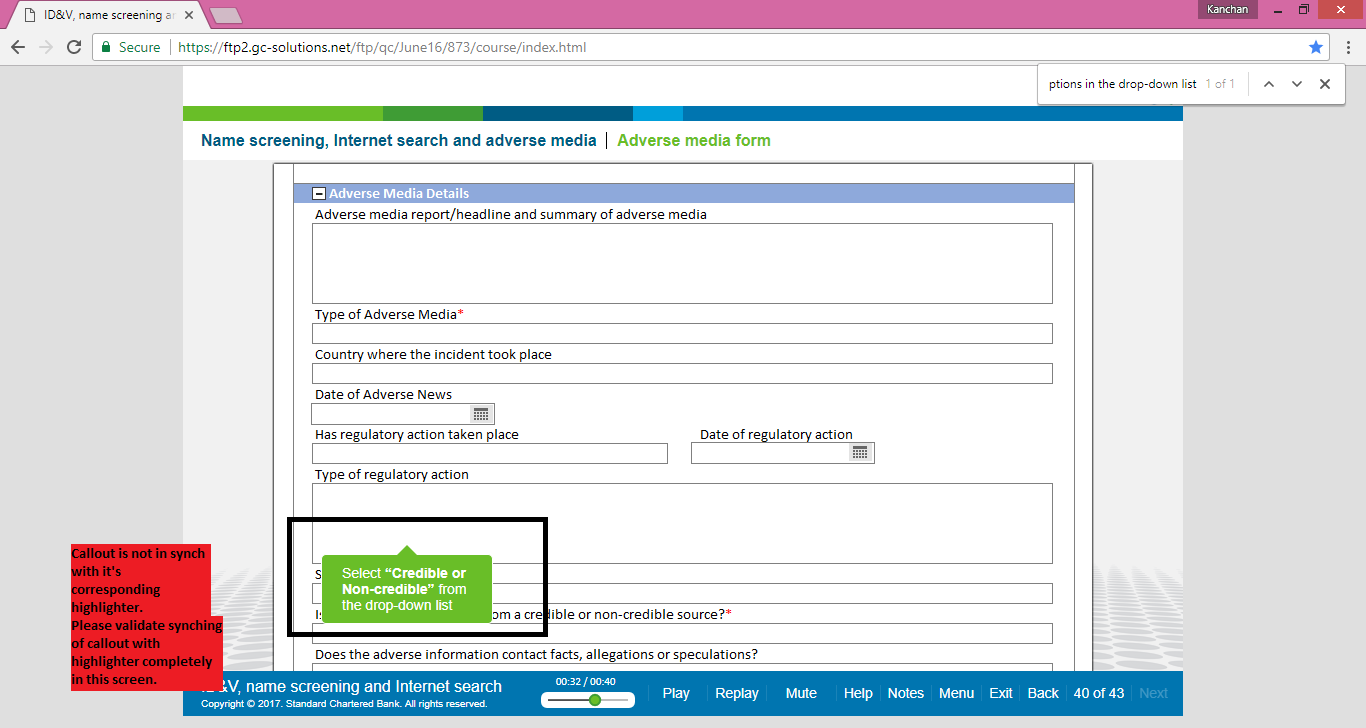 ID&V, name screening an
Kanchan
Secure
https://ftp2.gc-solutions.net/ftp/qc/June16/873/course/index.html
ptions in the drop-down list 1 of 1
Name screening, Internet search and adverse media | Adverse media form
Adverse Media Details
Adverse media report/headline and summary of adverse media
Type of Adverse Media*
Country where the incident took place
Date of Adverse News
Has regulatory action taken place
Date of regulatory action
Type of regulatory action
Callout is not in synch
with it's
corresponding
highlighter.
Please validate synching
of callout with
highlighter completely
in this screen.
Select “Credible or
Non-credible” from
the drop-down list
om a credible or non-credible source?*
Does the adverse information contact facts, allegations or speculations?
ID&V, name screening and Internet search
Copyright © 2017. Standard Chartered Bank. All rights reserved.
00:32 / 00:40
Play
Replay
Mute
Help
Notes
Menu
Exit
Back
40 of 43
Next